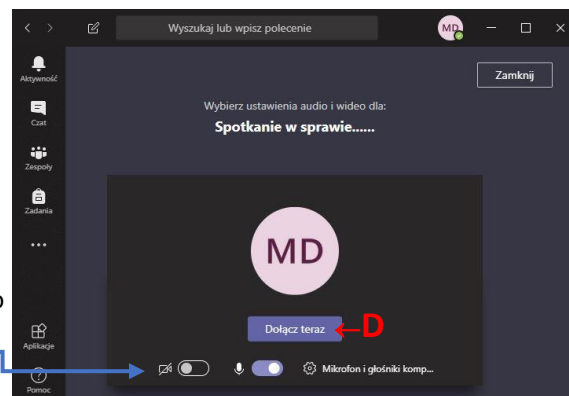 Wyszukaj lub wpisz polecenie
MD
Aktywność
Czat
Zespoły
Zadania
Aplikacje
Pomoc
Zamknij
Wybierz ustawienia audio i wideo dla:
Spotkanie w sprawie......
MD
Dołącz teraz ←D
Mikrofon i głośniki komp...